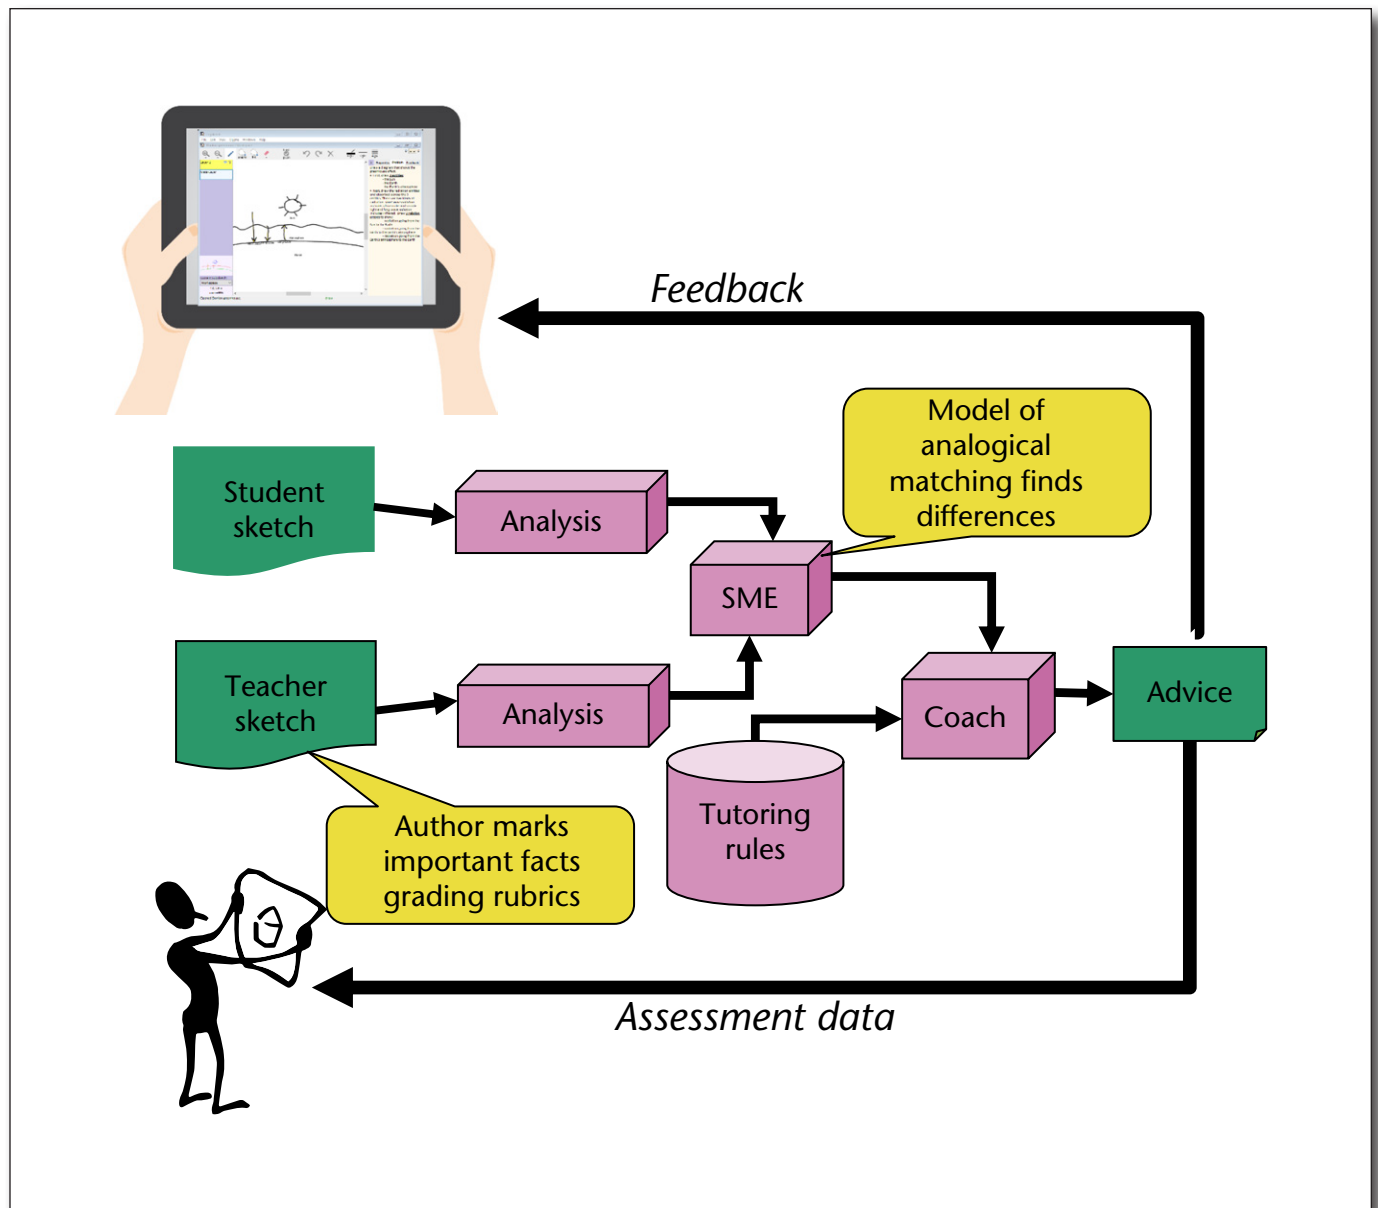 Feedback
Model of
analogical
matching finds
differences
Student
sketch
Analysis
SME
Teacher
sketch
Analysis
Coach
Advice
Tutoring
rules
Author marks
important facts
grading rubrics
Assessment data